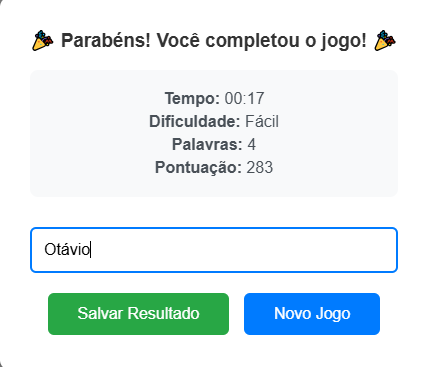 Parabéns! Você completou o jogo!
Tempo: 00:17
Dificuldade: Fácil
Palavras: 4
Pontuação: 283
Otávio
Salvar Resultado
Novo Jogo